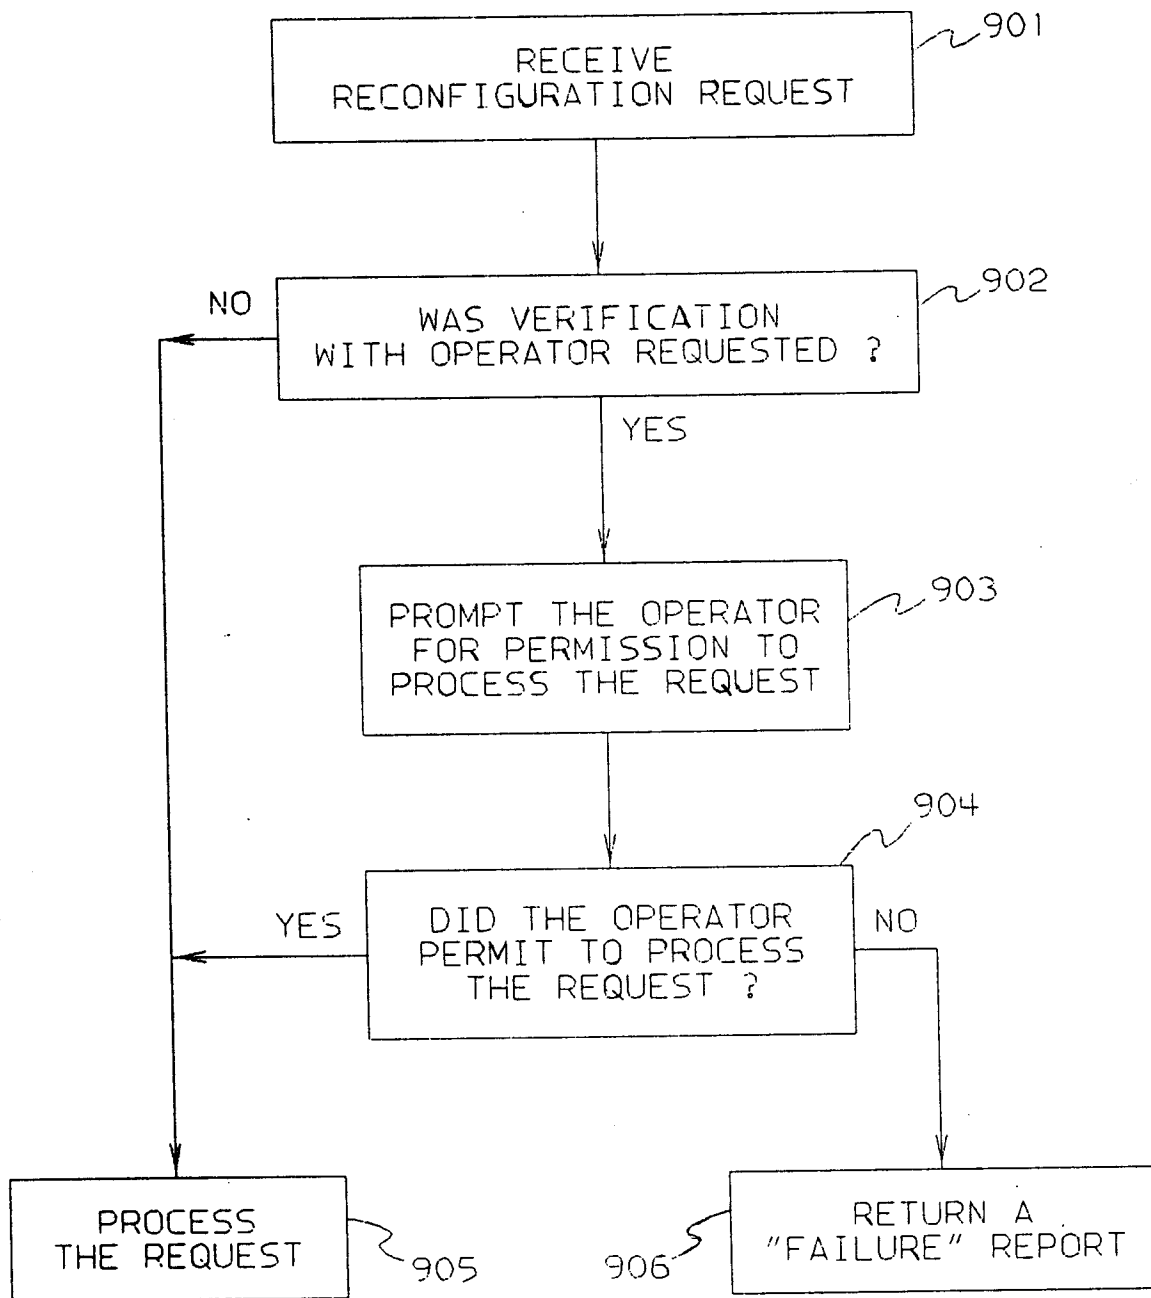 901
RECEIVE
RECONFIGURATION REQUEST
902
NO
WAS VERIFICATION
WITH OPERATOR REQUESTED ?
YES
903
PROMPT THE OPERATOR
FOR PERMISSION TO
PROCESS THE REQUEST
904
YES
DID THE OPERATOR
PERMIT TO PROCESS
THE REQUEST ?
NO
PROCESS
THE REQUEST
905
906
RETURN A
"FAILURE" REPORT